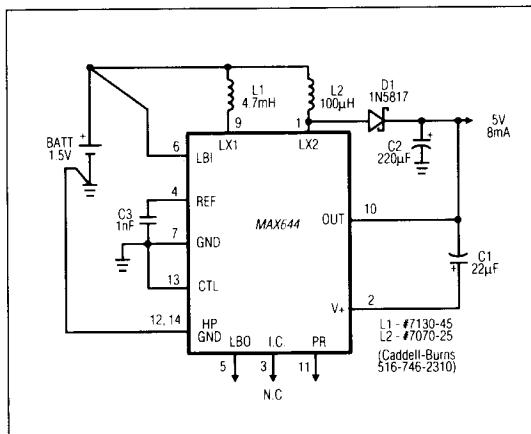 L1
4.7mH
L2
100µH
D1
1N5817
5V
8mA
BATT
1.5V
+
9
1
LX1
LX2
C2
220µF
+
6
LBI
4
REF
C3
1nF
7
GND
MAX644
OUT
10
C1
22µF
+
13
CTL
V+
2
12, 14
HP
GND
LBO
I.C.
PR
5
3
11
N.C
L1 - #7130-45
L2 - #7070-25
(Caddell-Burns
516-746-2310)